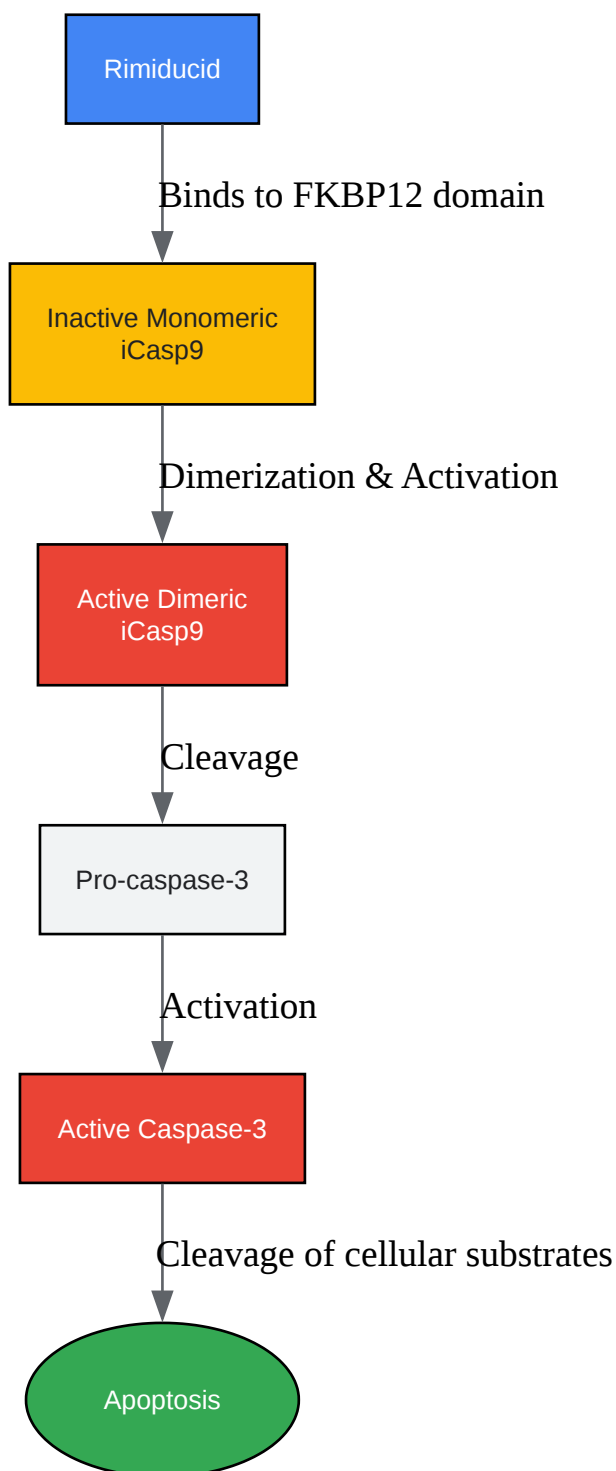 Rimiducid
Binds to FKBP12 domain
Inactive Monomeric
iCasp9
Dimerization & Activation
Active Dimeric
iCasp9
Cleavage
Pro-caspase-3
Activation
Active Caspase-3
Cleavage of cellular substrates
Apoptosis